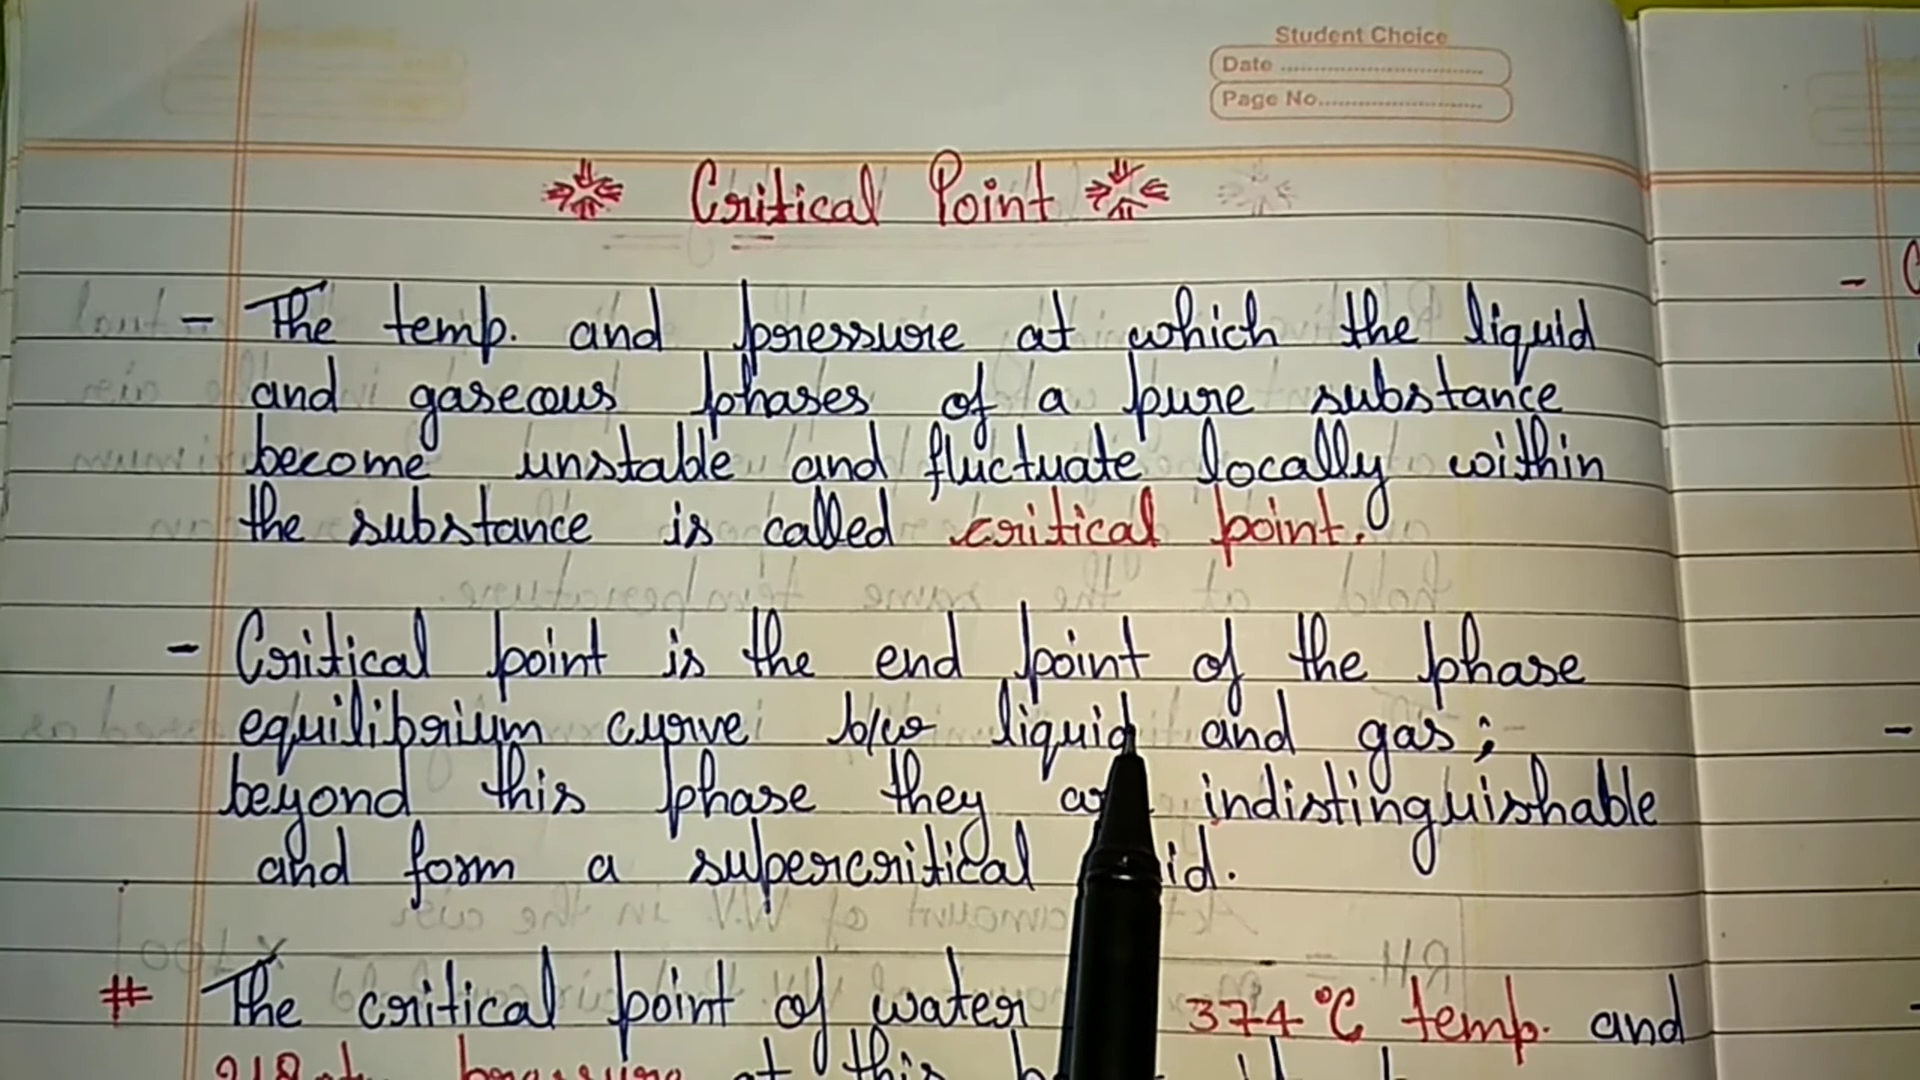 Student Choice
Date
Page No.
Critical Point
- The temp. and pressure at which the liquid
and gaseous phases of a pure substance
become unstable and fluctuate locally within
the substance is called critical point.
- Critical point is the end point of the phase
equilibrium curve b/w liquid and gas;
beyond this phase they indistinguishable
and form a supercritical
# The critical point of water 374°C temp. and
at this